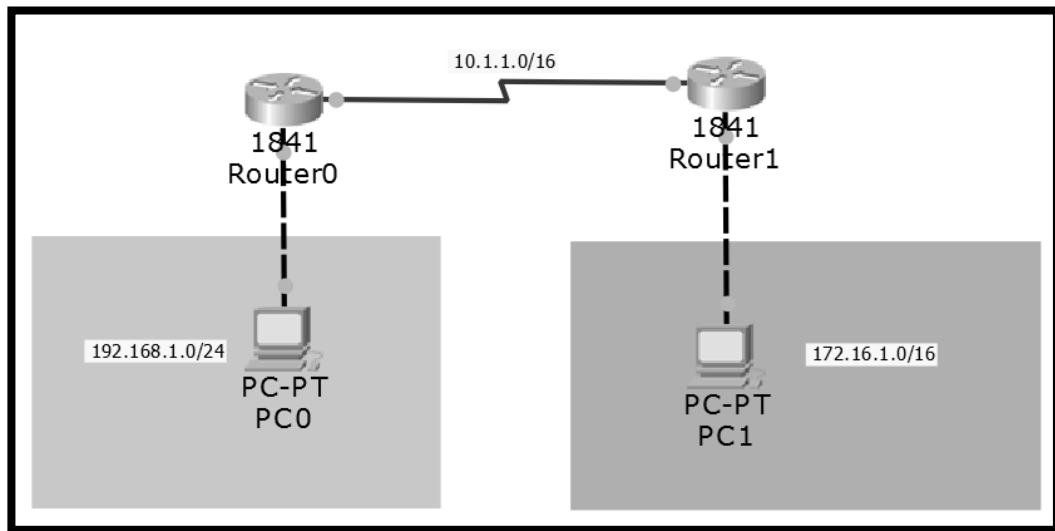 10.1.1.0/16
1841
Router0
1841
Router1
192.168.1.0/24
PC-PT
PC0
172.16.1.0/16
PC-PT
PC1